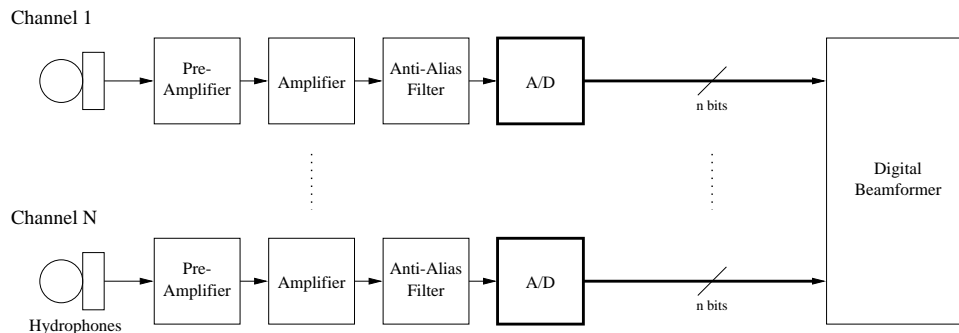 Channel 1
Pre-
Amplifier
Amplifier
Anti-Alias
Filter
A/D
n bits
Digital
Beamformer
Channel N
Pre-
Amplifier
Amplifier
Anti-Alias
Filter
A/D
n bits
Hydrophones